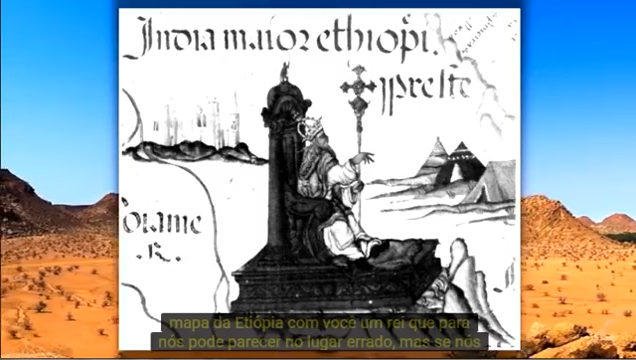 India maior ethiopi.
preste
oiame
.R.
mapa da Etiópia com você um rei que para
nós pode parecer no lugar errado, mas se nós